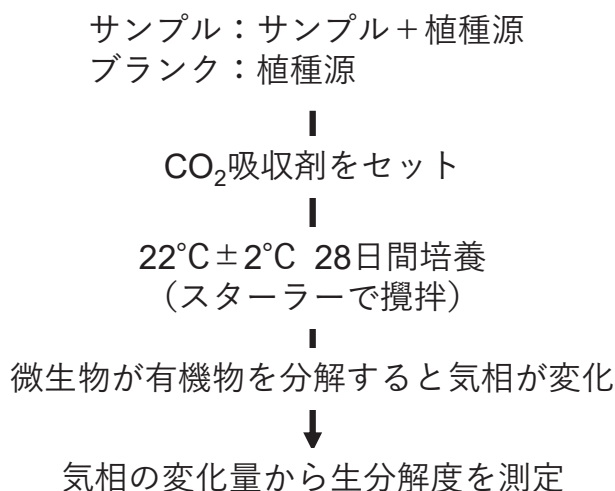 サンプル：サンプル＋植種源
ブランク：植種源
CO₂吸収剤をセット
22°C±2°C 28日間培養
（スターラーで攪拌）
微生物が有機物を分解すると気相が変化
気相の変化量から生分解度を測定